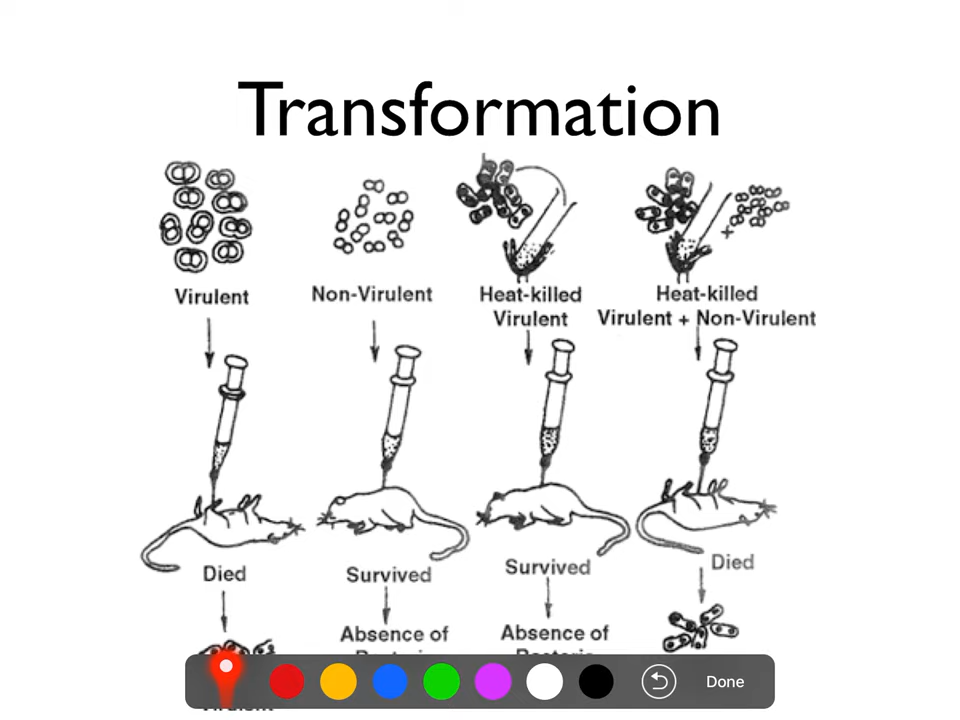 Transformation
Virulent
Non-Virulent
Heat-killed
Virulent
Heat-killed
Virulent + Non-Virulent
+
Died
Survived
Survived
Died
Absence of
Absence of
Done